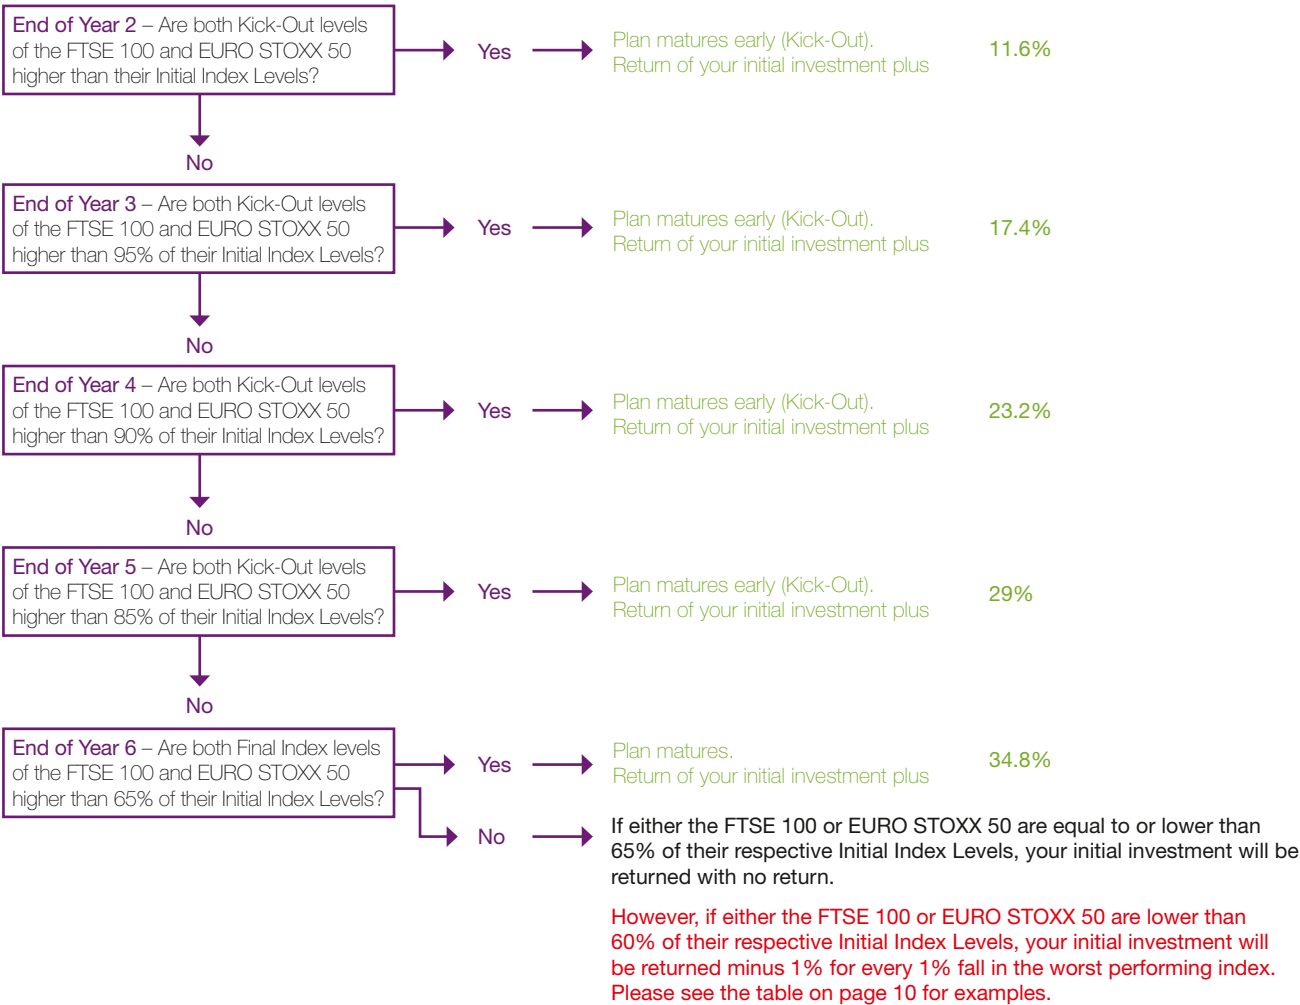 End of Year 2 – Are both Kick-Out levels
of the FTSE 100 and EURO STOXX 50
higher than their Initial Index Levels?
Yes
Plan matures early (Kick-Out).
Return of your initial investment plus
11.6%
No
End of Year 3 – Are both Kick-Out levels
of the FTSE 100 and EURO STOXX 50
higher than 95% of their Initial Index Levels?
Yes
Plan matures early (Kick-Out).
Return of your initial investment plus
17.4%
No
End of Year 4 – Are both Kick-Out levels
of the FTSE 100 and EURO STOXX 50
higher than 90% of their Initial Index Levels?
Yes
Plan matures early (Kick-Out).
Return of your initial investment plus
23.2%
No
End of Year 5 – Are both Kick-Out levels
of the FTSE 100 and EURO STOXX 50
higher than 85% of their Initial Index Levels?
Yes
Plan matures early (Kick-Out).
Return of your initial investment plus
29%
No
End of Year 6 – Are both Final Index levels
of the FTSE 100 and EURO STOXX 50
higher than 65% of their Initial Index Levels?
Yes
Plan matures.
Return of your initial investment plus
34.8%
No
If either the FTSE 100 or EURO STOXX 50 are equal to or lower than
65% of their respective Initial Index Levels, your initial investment will be
returned with no return.
However, if either the FTSE 100 or EURO STOXX 50 are lower than
60% of their respective Initial Index Levels, your initial investment will
be returned minus 1% for every 1% fall in the worst performing index.
Please see the table on page 10 for examples.